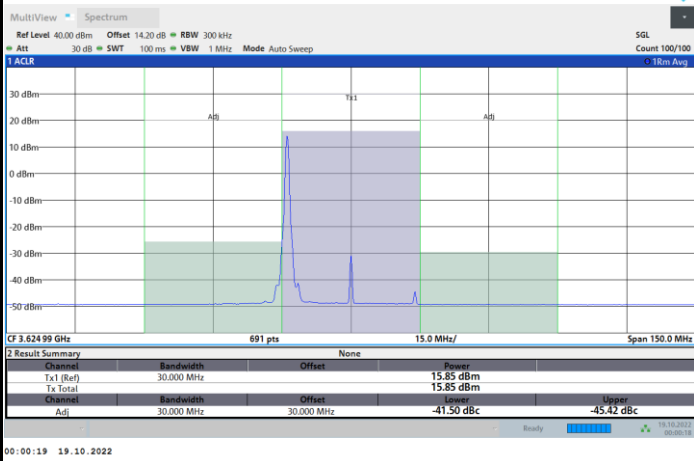 MultiView Spectrum
Ref Level 40.00 dBm Offset 14.20 dB RBW 300 kHz SGL
Att 30 dB SWT 100 ms VBW 1 MHz Mode Auto Sweep Count 100/100
1 ACLR 1Rm Avg
30 dBm
Tx1
20 dBm
Adj Adj
10 dBm
0 dBm
-10 dBm
-20 dBm
-30 dBm
-40 dBm
-50 dBm
CF 3.624 99 GHz 691 pts 15.0 MHz/ Span 150.0 MHz
2 Result Summary None
Channel Bandwidth Offset Power
Tx1 (Ref) 30.000 MHz 15.85 dBm
Tx Total 15.85 dBm
Channel Bandwidth Offset Lower Upper
Adj 30.000 MHz 30.000 MHz -41.50 dBc -45.42 dBc
Ready 19.10.2022
00:00:18
00:00:19 19.10.2022